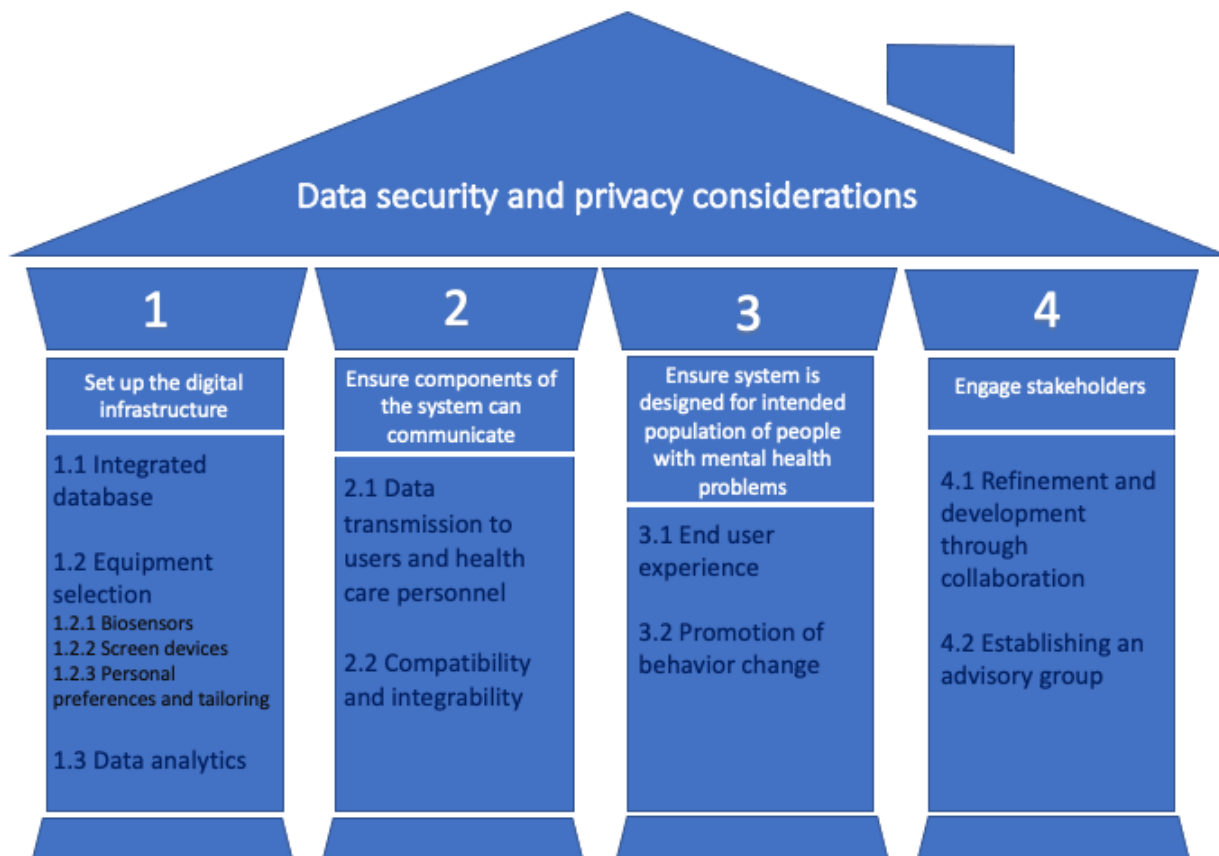 Data security and privacy considerations
1
Set up the digital
infrastructure
1.1 Integrated
database
1.2 Equipment
selection
1.2.1 Biosensors
1.2.2 Screen devices
1.2.3 Personal
preferences and tailoring
1.3 Data analytics
2
Ensure components of
the system can
communicate
2.1 Data
transmission to
users and health
care personnel
2.2 Compatibility
and integrability
3
Ensure system is
designed for intended
population of people
with mental health
problems
3.1 End user
experience
3.2 Promotion of
behavior change
4
Engage stakeholders
4.1 Refinement and
development
through
collaboration
4.2 Establishing an
advisory group